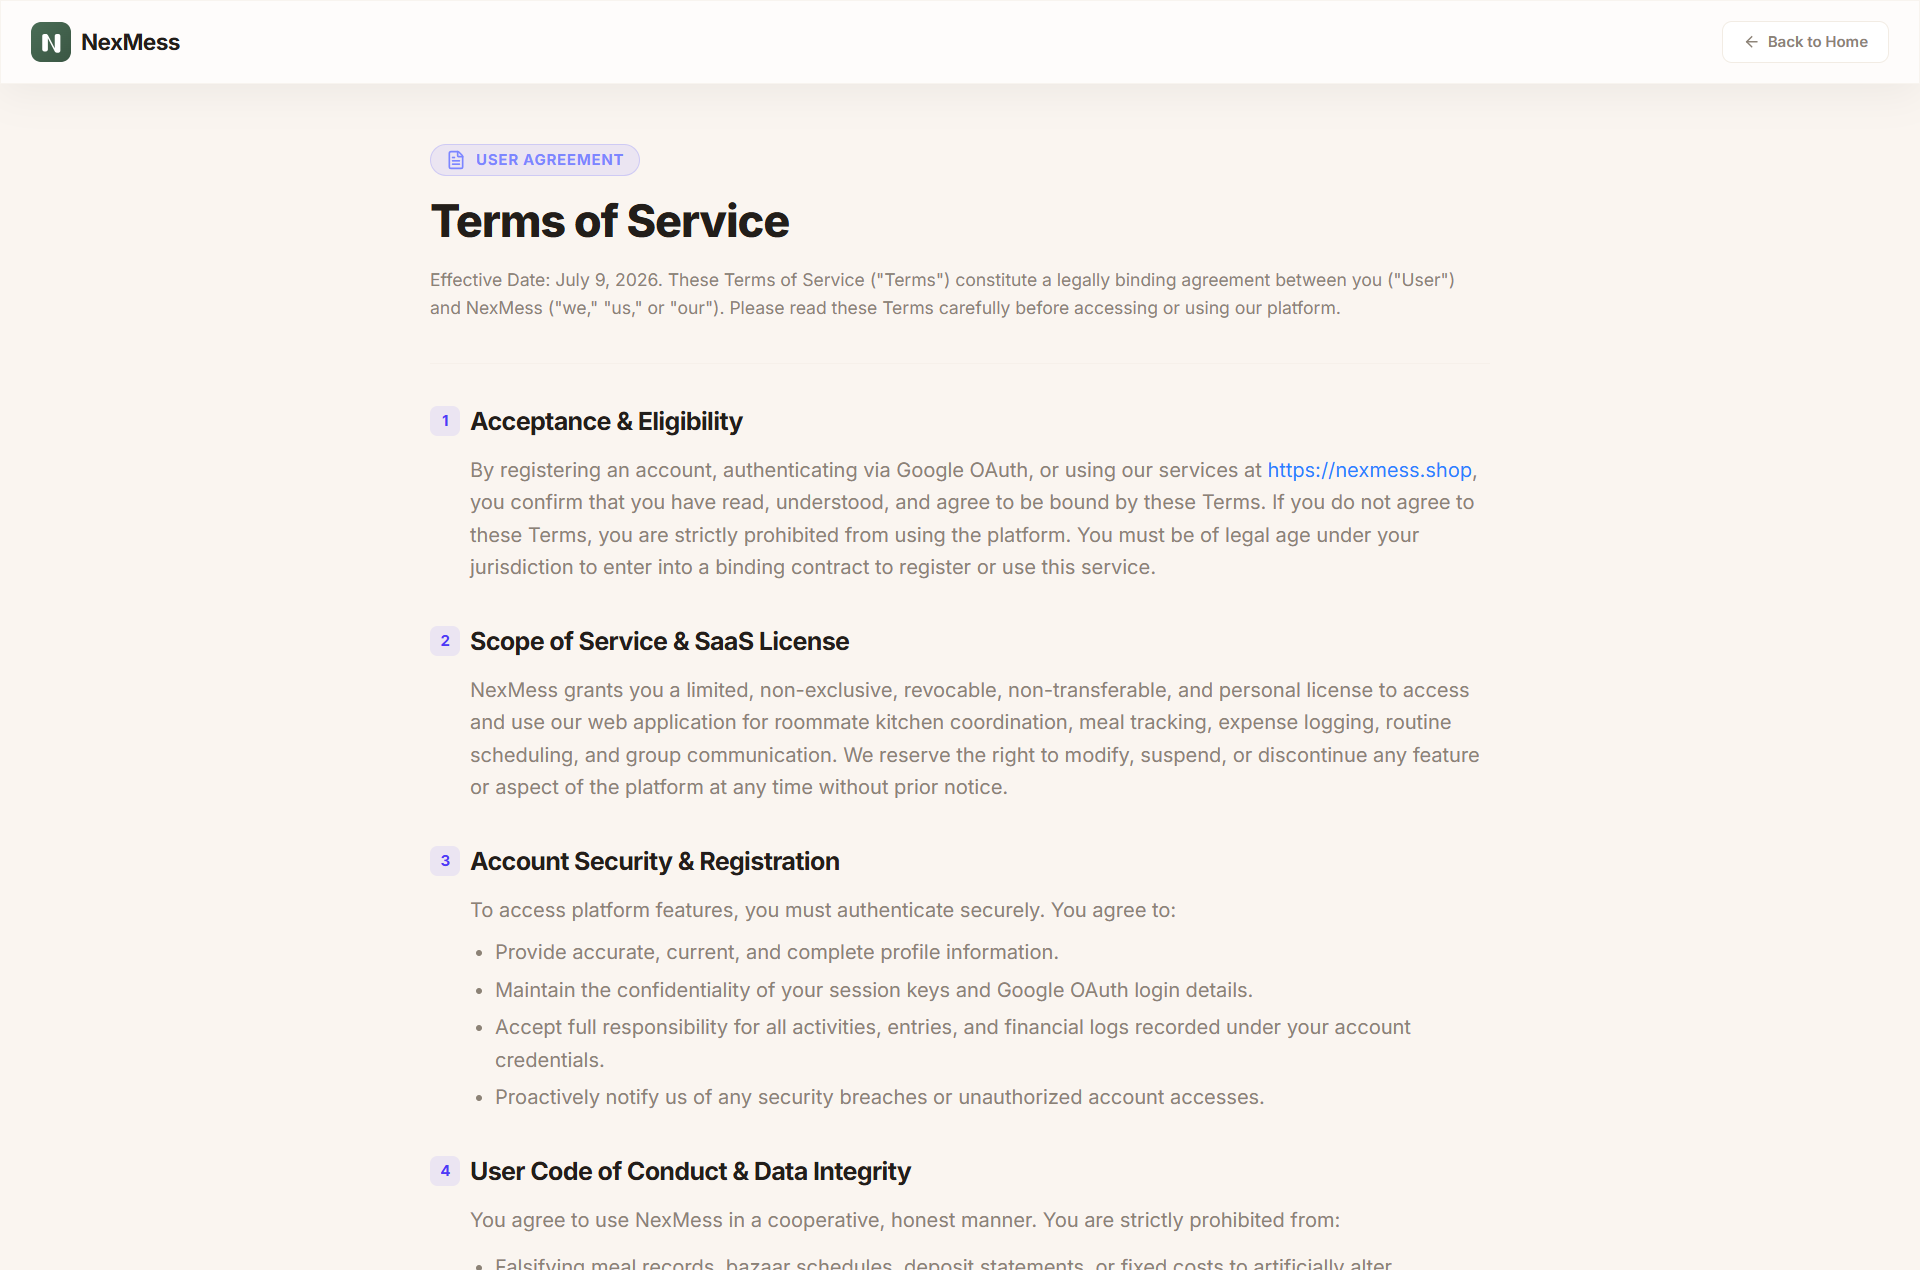 NexMess
Back to Home
USER AGREEMENT
Terms of Service
Effective Date: July 9, 2026. These Terms of Service ("Terms") constitute a legally binding agreement between you ("User")
and NexMess ("we," "us," or "our"). Please read these Terms carefully before accessing or using our platform.
1 Acceptance & Eligibility
By registering an account, authenticating via Google OAuth, or using our services at https://nexmess.shop,
you confirm that you have read, understood, and agree to be bound by these Terms. If you do not agree to
these Terms, you are strictly prohibited from using the platform. You must be of legal age under your
jurisdiction to enter into a binding contract to register or use this service.
2 Scope of Service & SaaS License
NexMess grants you a limited, non-exclusive, revocable, non-transferable, and personal license to access
and use our web application for roommate kitchen coordination, meal tracking, expense logging, routine
scheduling, and group communication. We reserve the right to modify, suspend, or discontinue any feature
or aspect of the platform at any time without prior notice.
3 Account Security & Registration
To access platform features, you must authenticate securely. You agree to:
• Provide accurate, current, and complete profile information.
• Maintain the confidentiality of your session keys and Google OAuth login details.
• Accept full responsibility for all activities, entries, and financial logs recorded under your account
credentials.
• Proactively notify us of any security breaches or unauthorized account accesses.
4 User Code of Conduct & Data Integrity
You agree to use NexMess in a cooperative, honest manner. You are strictly prohibited from:
• Falsifying meal records, bazaar schedules, deposit statements, or fixed costs to artificially alter